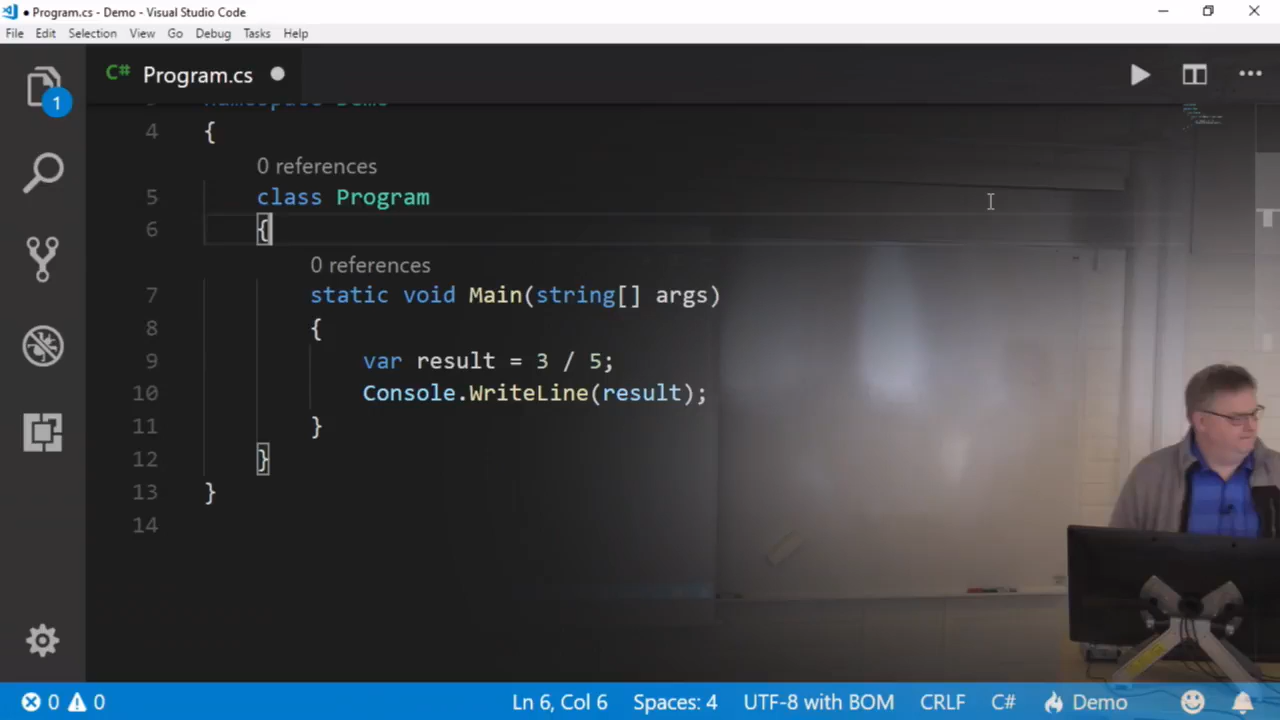 ● Program.cs - Demo - Visual Studio Code
File Edit Selection View Go Debug Tasks Help
C# Program.cs ●
1
namespace Demo
4 {
0 references
5 class Program
6 {
0 references
7 static void Main(string[] args)
8 {
9 var result = 3 / 5;
10 Console.WriteLine(result);
11 }
12 }
13 }
14
0 0 Ln 6, Col 6 Spaces: 4 UTF-8 with BOM CRLF C# Demo